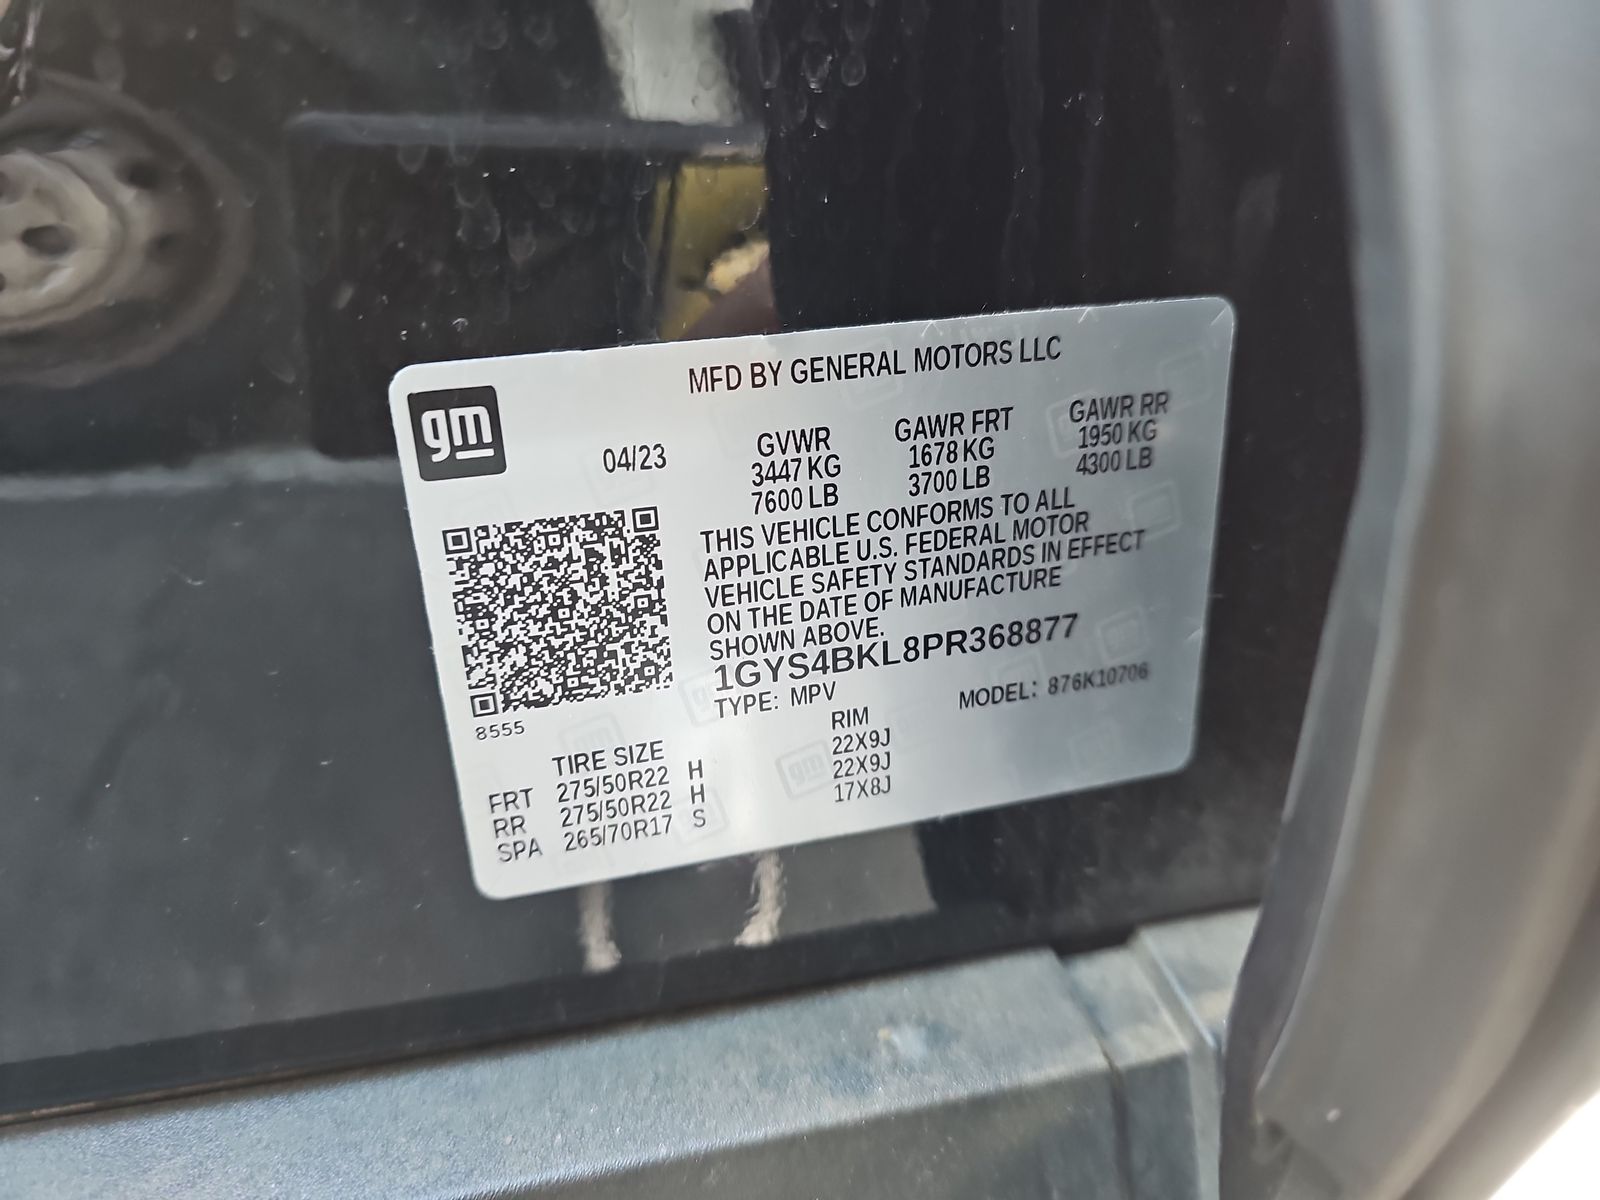 gm
MFD BY GENERAL MOTORS LLC
04/23
GVWR GAWR FRT GAWR RR
3447 KG 1678 KG 1950 KG
7600 LB 3700 LB 4300 LB
THIS VEHICLE CONFORMS TO ALL
APPLICABLE U.S. FEDERAL MOTOR
VEHICLE SAFETY STANDARDS IN EFFECT
ON THE DATE OF MANUFACTURE
SHOWN ABOVE.
1GYS4BKL8PR368877
TYPE: MPV MODEL: 876K10706
8555
TIRE SIZE RIM
FRT 275/50R22 H 22X9J
RR 275/50R22 H 22X9J
SPA 265/70R17 S 17X8J